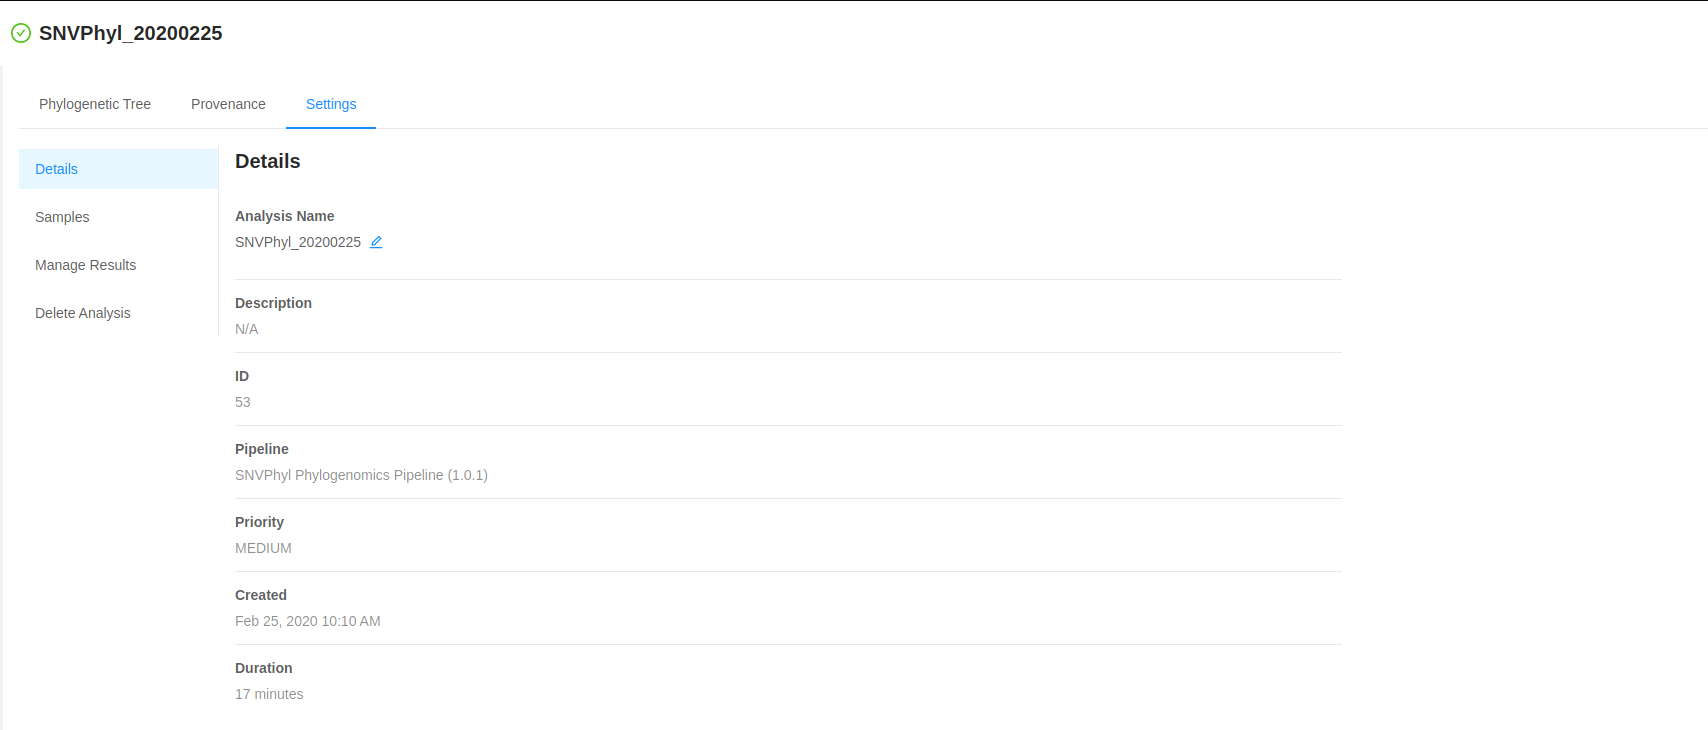 SNVPhyl_20200225
Phylogenetic Tree Provenance Settings
Details
Samples
Manage Results
Delete Analysis
Details
Analysis Name
SNVPhyl_20200225
Description
N/A
ID
53
Pipeline
SNVPhyl Phylogenomics Pipeline (1.0.1)
Priority
MEDIUM
Created
Feb 25, 2020 10:10 AM
Duration
17 minutes